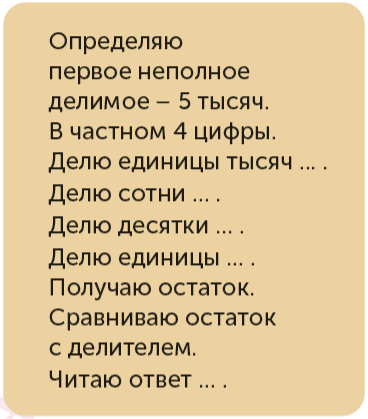 Определяю
первое неполное
делимое – 5 тысяч.
В частном 4 цифры.
Делю единицы тысяч ... .
Делю сотни ... .
Делю десятки ... .
Делю единицы ... .
Получаю остаток.
Сравниваю остаток
с делителем.
Читаю ответ ... .